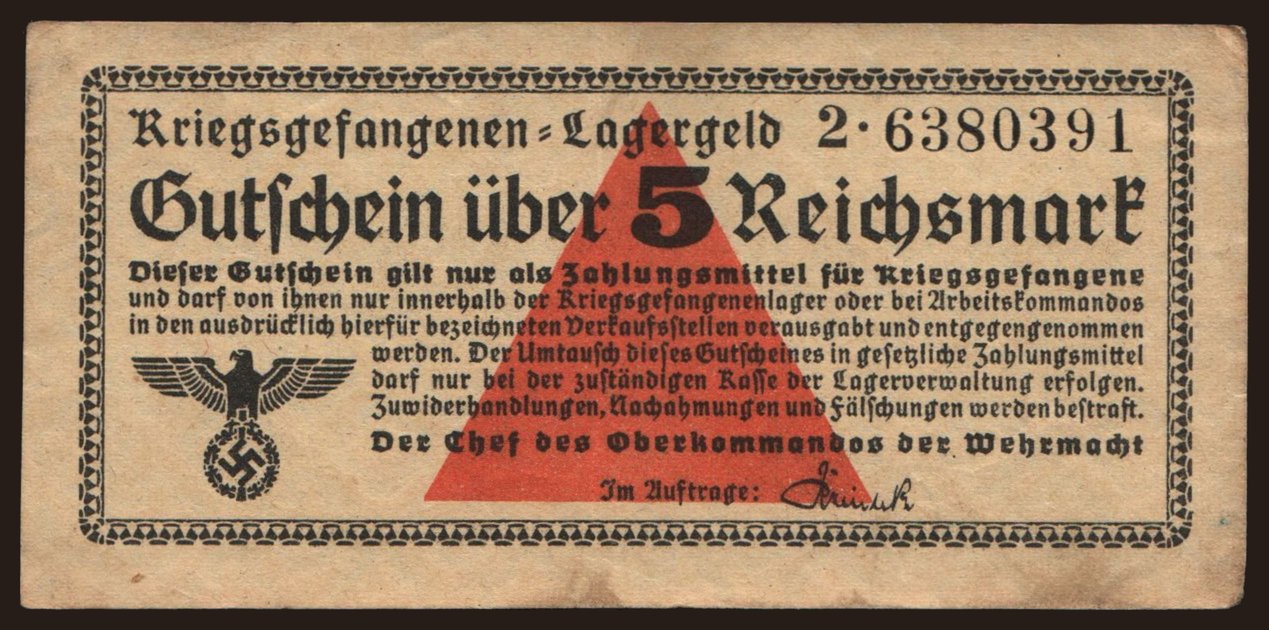 Kriegsgefangenen-Lagergeld 2·6380391
Gutschein über 5 Reichsmark
Dieser Gutschein gilt nur als Zahlungsmittel für Kriegsgefangene
und darf von ihnen nur innerhalb der Kriegsgefangenenlager oder bei Arbeitskommandos
in den ausdrücklich hierfür bezeichneten Verkaufsstellen verausgabt und entgegengenommen
werden. Der Umtausch dieses Gutscheines in gesetzliche Zahlungsmittel
darf nur bei der zuständigen Kasse der Lagerverwaltung erfolgen.
Zuwiderhandlungen, Nachahmungen und Fälschungen werden bestraft.
Der Chef des Oberkommandos der Wehrmacht
Im Auftrage: